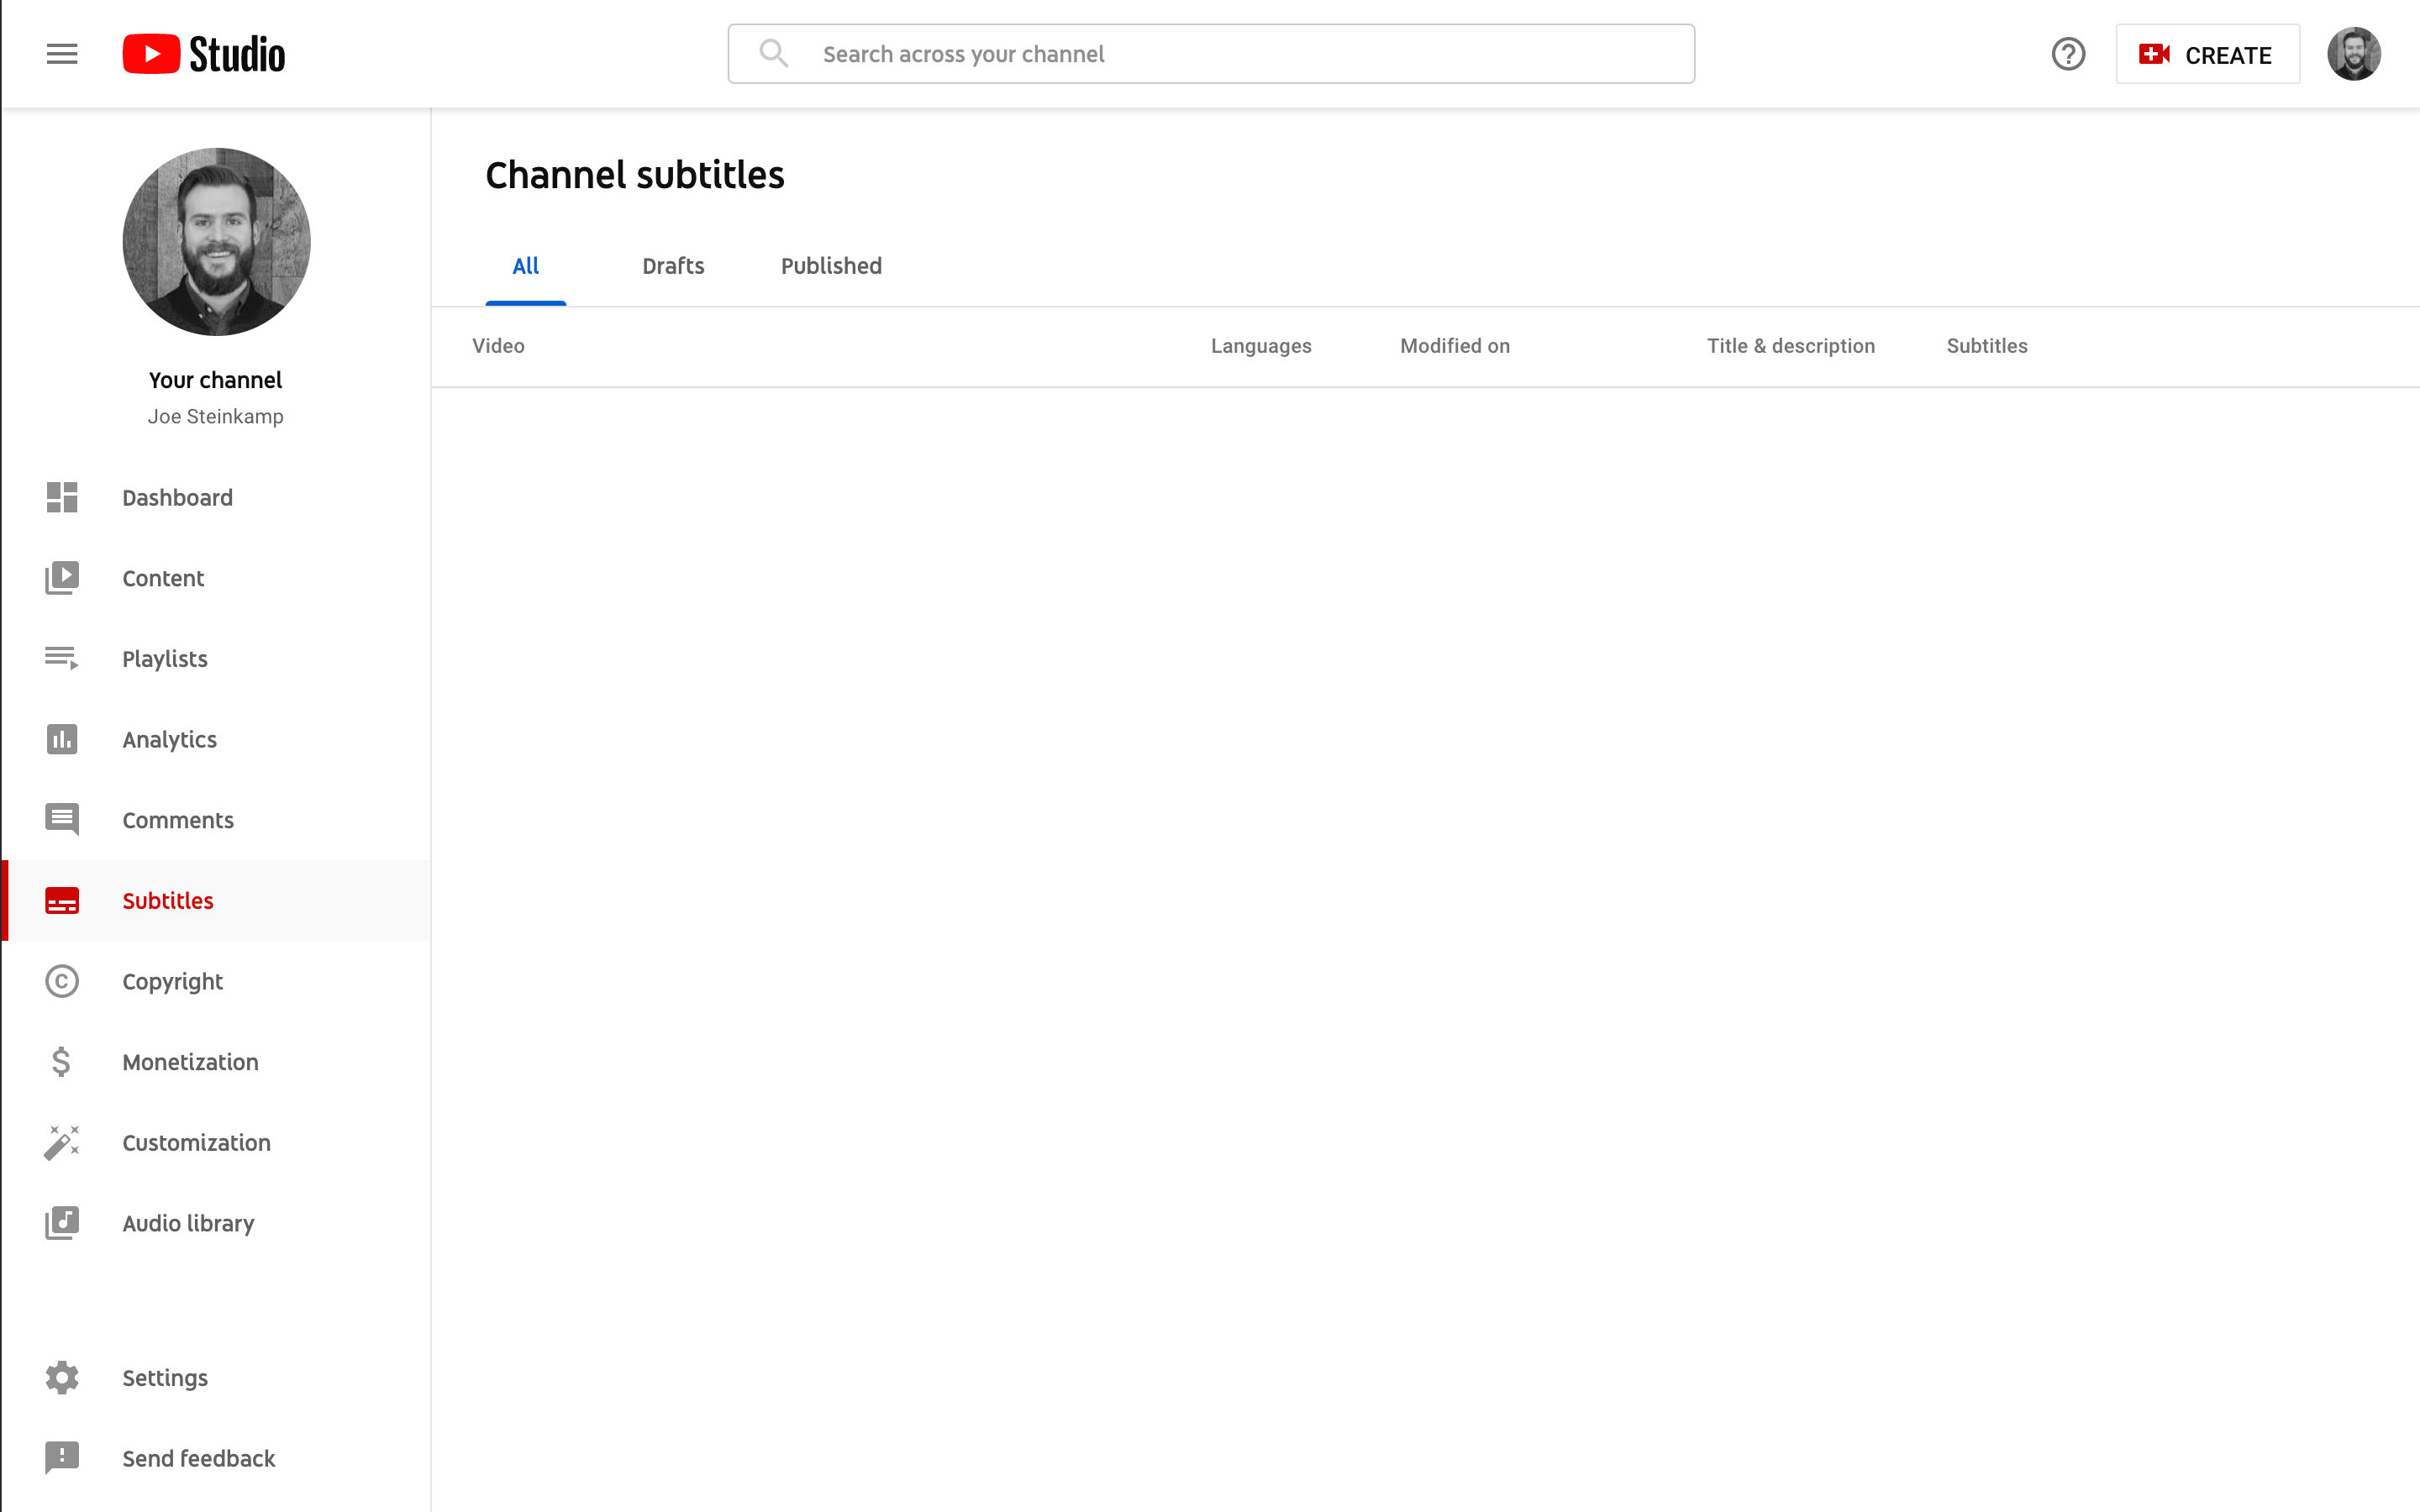 Studio
Search across your channel
CREATE
Your channel
Joe Steinkamp
Dashboard
Content
Playlists
Analytics
Comments
Subtitles
Copyright
Monetization
Customization
Audio library
Settings
Send feedback
Channel subtitles
All Drafts Published
Video Languages Modified on Title & description Subtitles